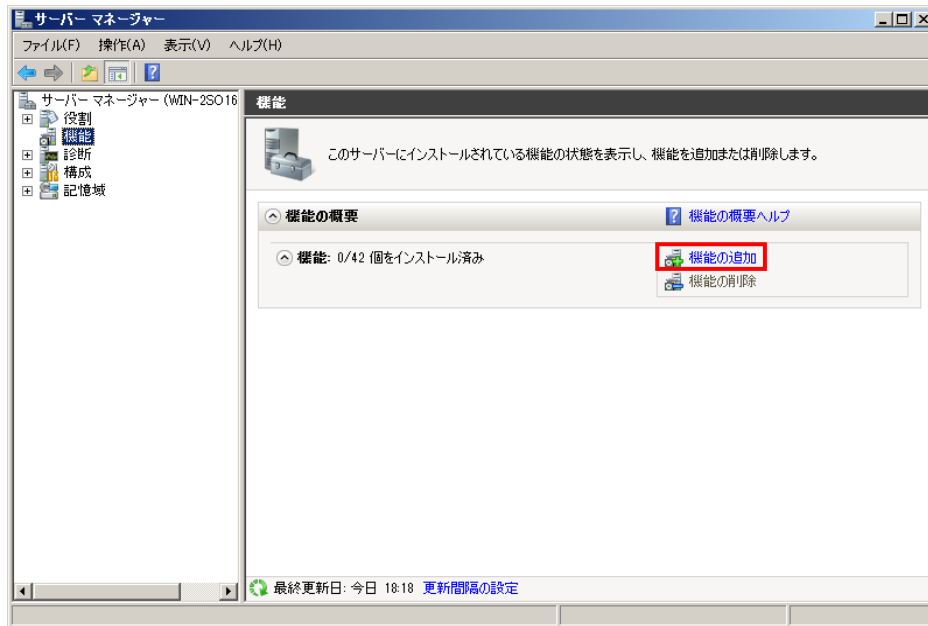 サーバー マネージャー
ファイル(F) 操作(A) 表示(V) ヘルプ(H)
サーバー マネージャー (WIN-2SO16
役割
機能
診断
構成
記憶域
機能
このサーバーにインストールされている機能の状態を表示し、機能を追加または削除します。
機能の概要
機能の概要ヘルプ
機能: 0/42 個をインストール済み
機能の追加
機能の削除
最終更新日: 今日 18:18 更新間隔の設定